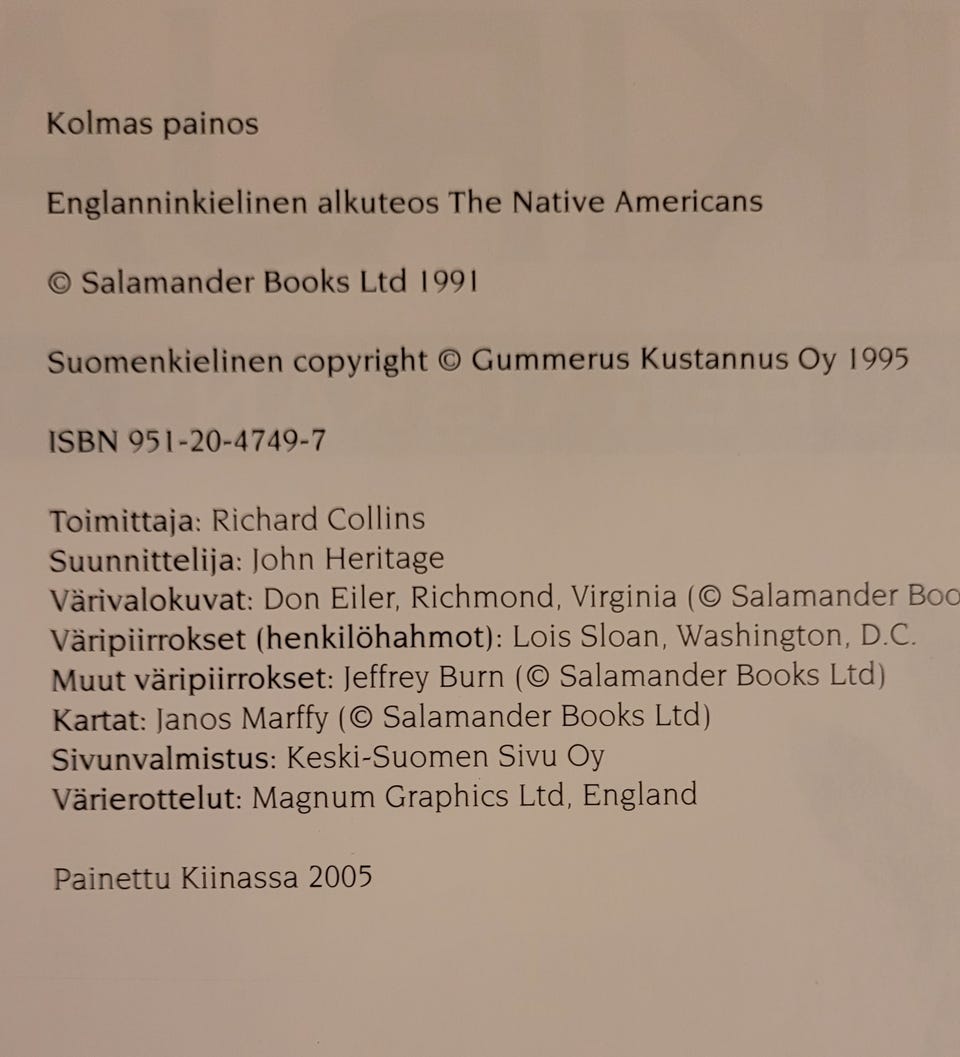 Kolmas painos
Englanninkielinen alkuteos The Native Americans
© Salamander Books Ltd 1991
Suomenkielinen copyright © Gummerus Kustannus Oy 1995
ISBN 951-20-4749-7
Toimittaja: Richard Collins
Suunnittelija: John Heritage
Värivalokuvat: Don Eiler, Richmond, Virginia (© Salamander Boo
Väripiirrokset (henkilöhahmot): Lois Sloan, Washington, D.C.
Muut väripiirrokset: Jeffrey Burn (© Salamander Books Ltd)
Kartat: Janos Marffy (© Salamander Books Ltd)
Sivunvalmistus: Keski-Suomen Sivu Oy
Värierottelut: Magnum Graphics Ltd, England
Painettu Kiinassa 2005